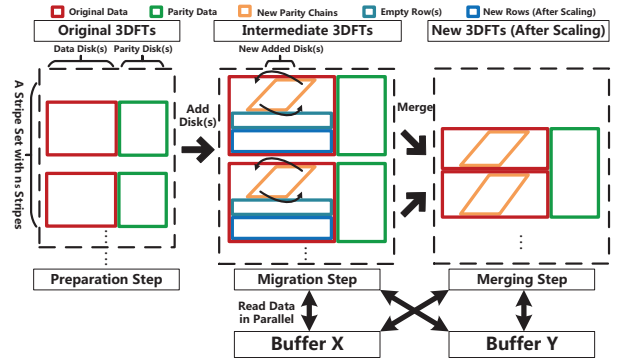 Original Data Parity Data New Parity Chains Empty Row(s) New Rows (After Scaling)
Original 3DFTs Intermediate 3DFTs New 3DFTs (After Scaling)
Data Disk(s) Parity Disk(s) New Added Disk(s)
A Stripe Set with ns Stripes
Add
Disk(s)
Merge
Preparation Step Migration Step Merging Step
Read Data
in Parallel
Buffer X Buffer Y